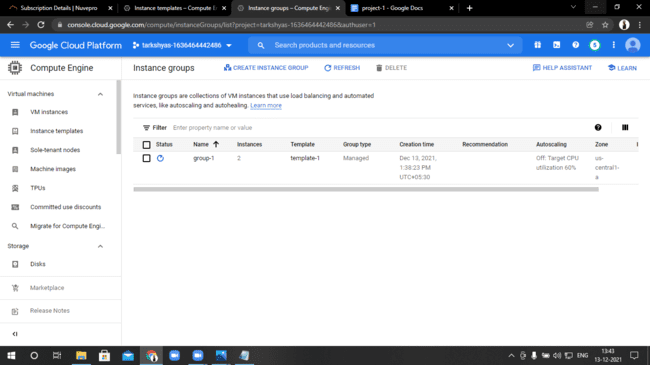 Subscription Details | Nuvepro
Instance templates – Compute E
Instance groups – Compute Eng
project-1 – Google Docs
console.cloud.google.com/compute/instanceGroups/list?project=tarkshyas-1636464442486&authuser=1
Google Cloud Platform
tarkshyas-1636464442486
Search products and resources
S
Compute Engine
Instance groups
CREATE INSTANCE GROUP
REFRESH
DELETE
HELP ASSISTANT
LEARN
Virtual machines
VM instances
Instance templates
Sole-tenant nodes
Machine images
TPUs
Committed use discounts
Migrate for Compute Engi...
Storage
Disks
Marketplace
Release Notes
Instance groups are collections of VM instances that use load balancing and automated
services, like autoscaling and autohealing. Learn more
Filter Enter property name or value
Status Name Instances Template Group type Creation time Recommendation Autoscaling Zone
group-1 2 template-1 Managed Dec 13, 2021, Off: Target CPU us-
1:38:23 PM utilization 60% central1-
UTC+05:30 a
ENG
13:43
13-12-2021